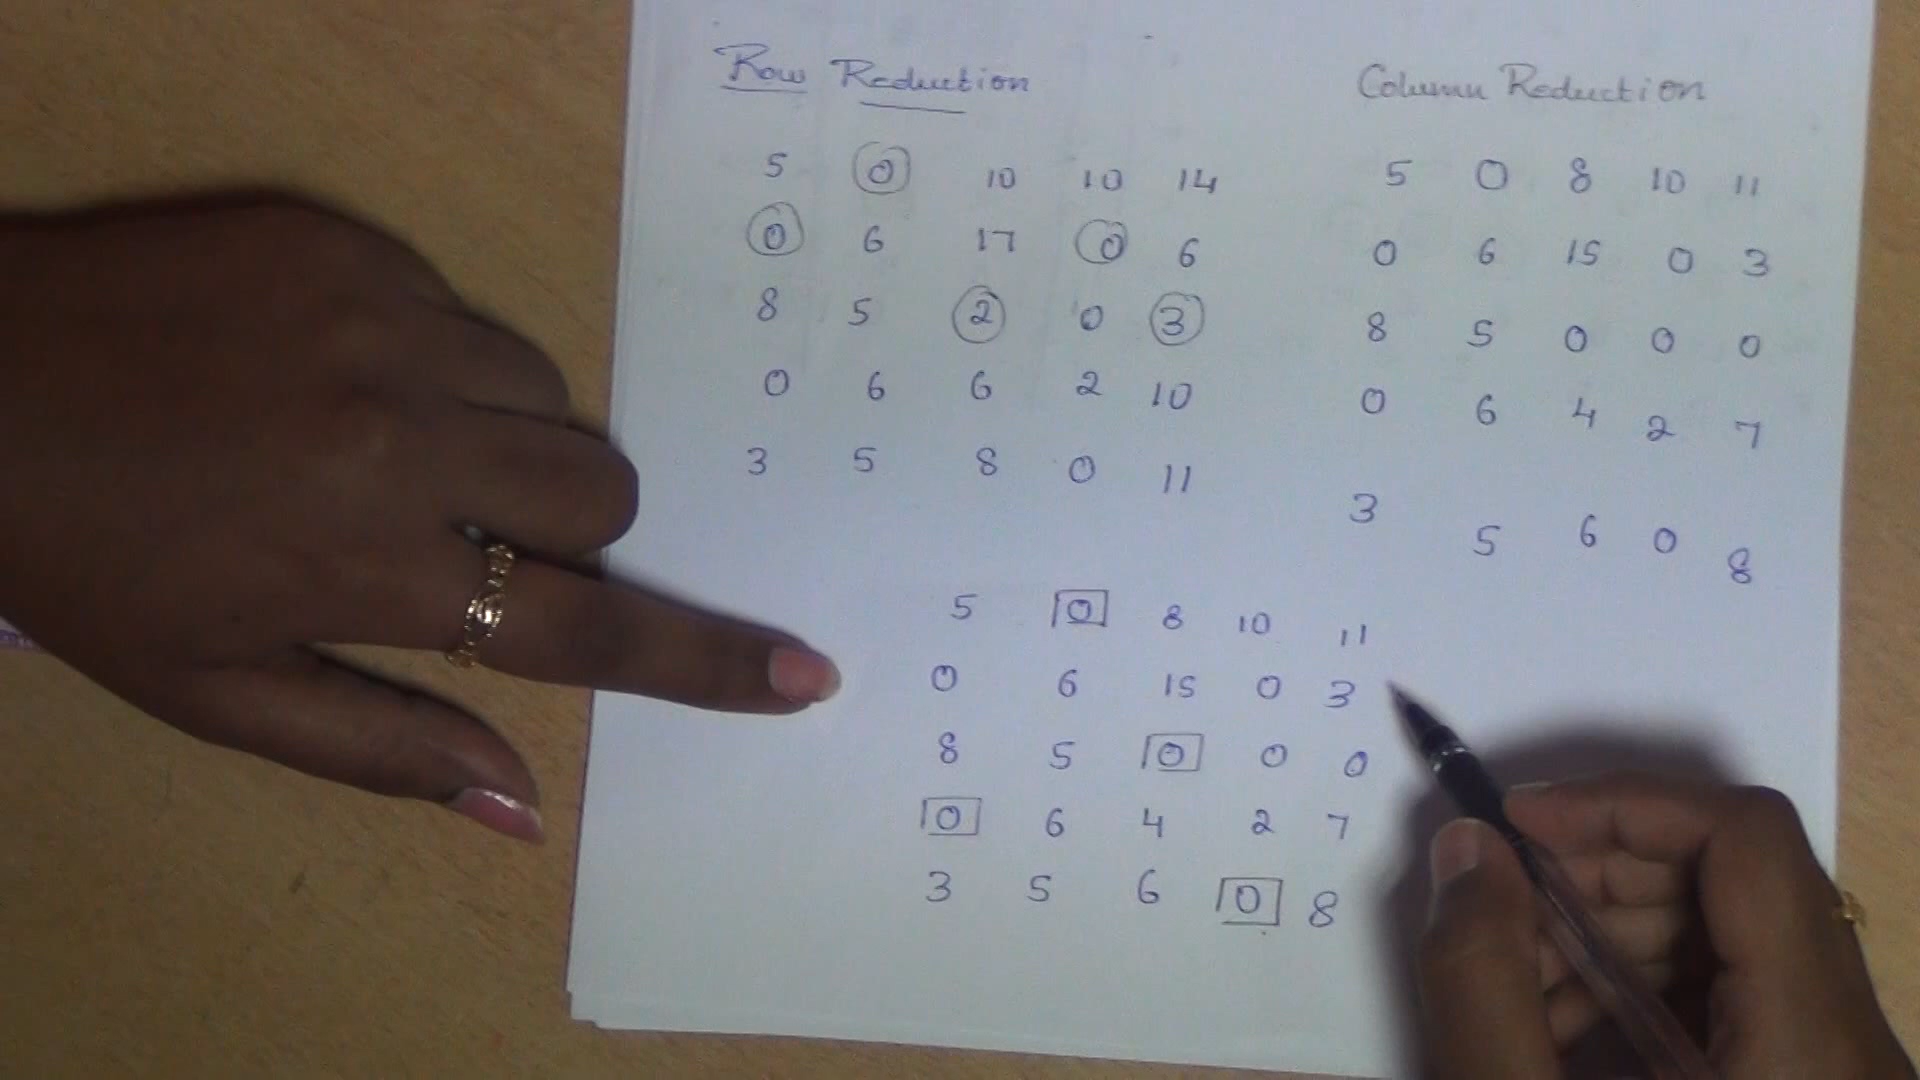 Row Reduction
5 0 10 10 14
0 6 17 0 6
8 5 2 0 3
0 6 6 2 10
3 5 8 0 11
Column Reduction
5 0 8 10 11
0 6 15 0 3
8 5 0 0 0
0 6 4 2 7
3 5 6 0 8
5 0 8 10 11
0 6 15 0 3
8 5 0 0 0
0 6 4 2 7
3 5 6 0 8